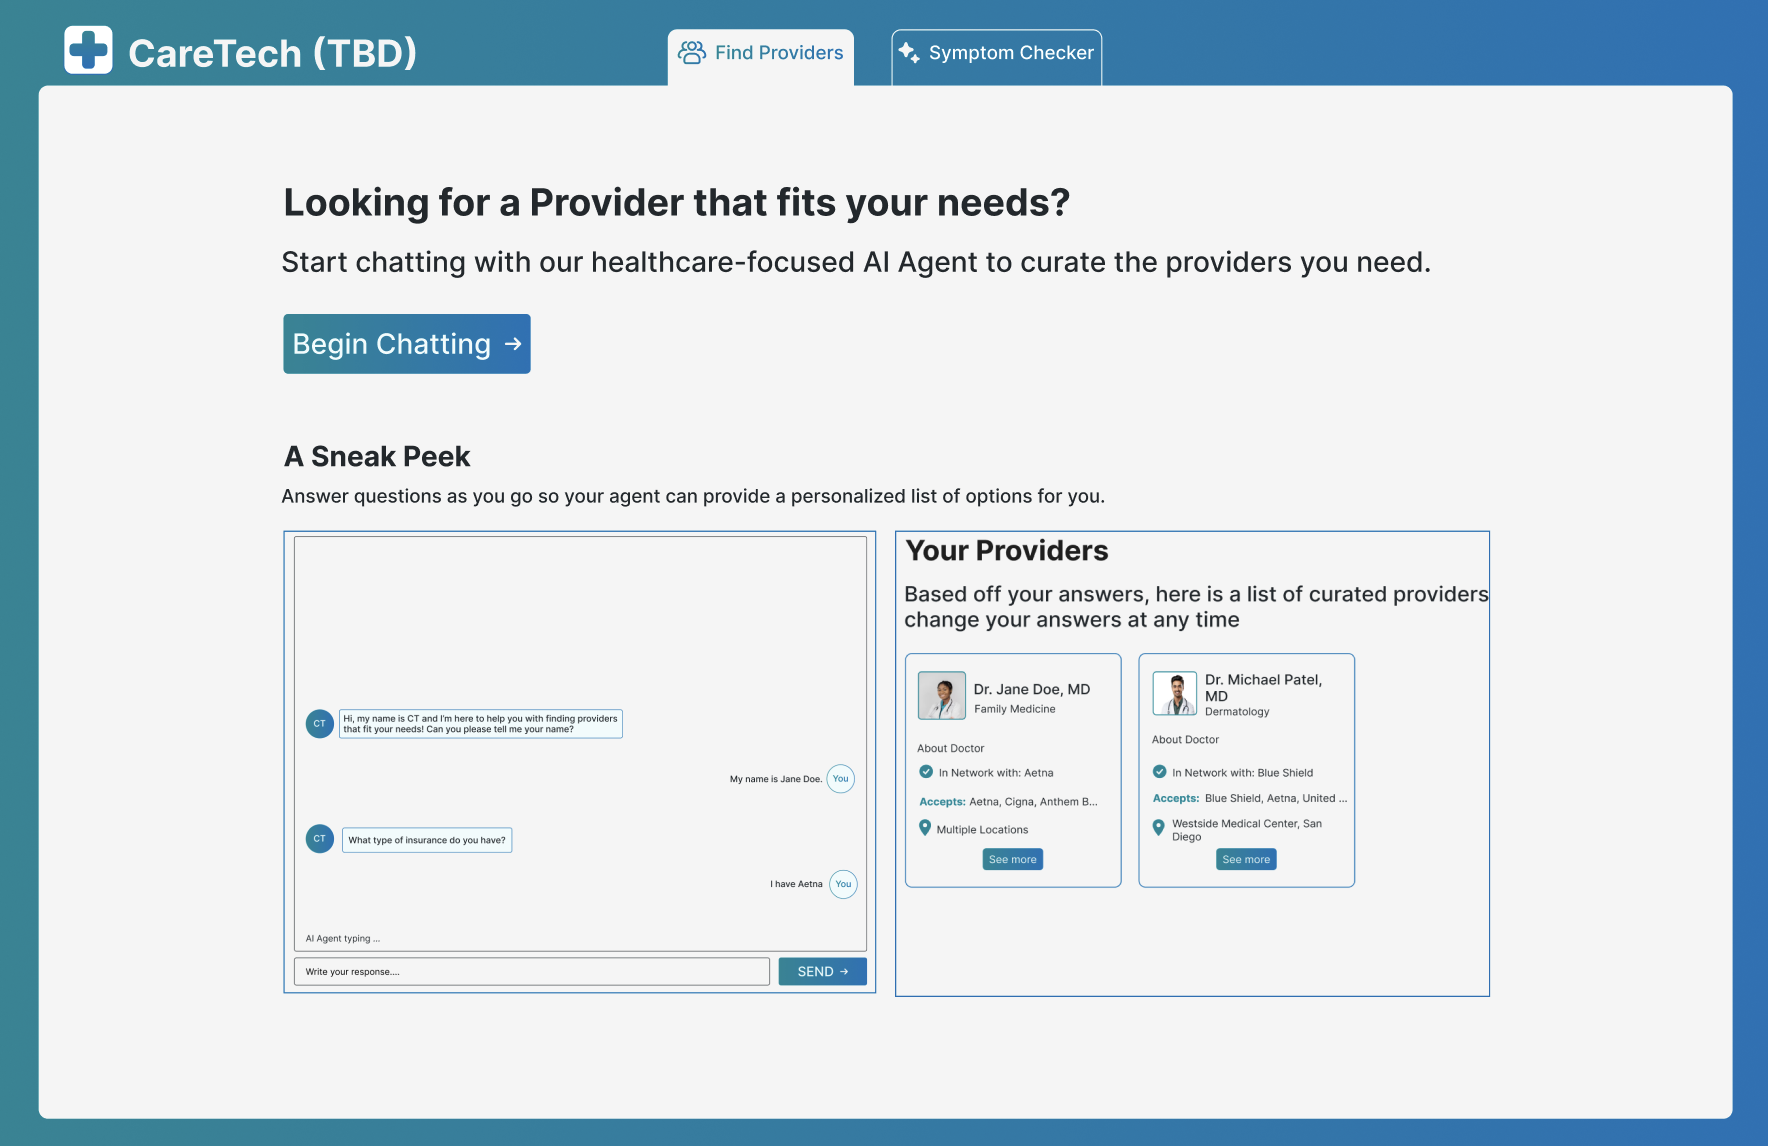 CareTech (TBD)
Find Providers
Symptom Checker
Looking for a Provider that fits your needs?
Start chatting with our healthcare-focused AI Agent to curate the providers you need.
Begin Chatting →
A Sneak Peek
Answer questions as you go so your agent can provide a personalized list of options for you.
CT
Hi, my name is CT and I'm here to help you with finding providers
that fit your needs! Can you please tell me your name?
My name is Jane Doe.
You
CT
What type of insurance do you have?
I have Aetna
You
AI Agent typing ...
Write your response....
SEND →
Your Providers
Based off your answers, here is a list of curated providers
change your answers at any time
Dr. Jane Doe, MD
Family Medicine
About Doctor
In Network with: Aetna
Accepts: Aetna, Cigna, Anthem B...
Multiple Locations
See more
Dr. Michael Patel,
MD
Dermatology
About Doctor
In Network with: Blue Shield
Accepts: Blue Shield, Aetna, United ...
Westside Medical Center, San
Diego
See more